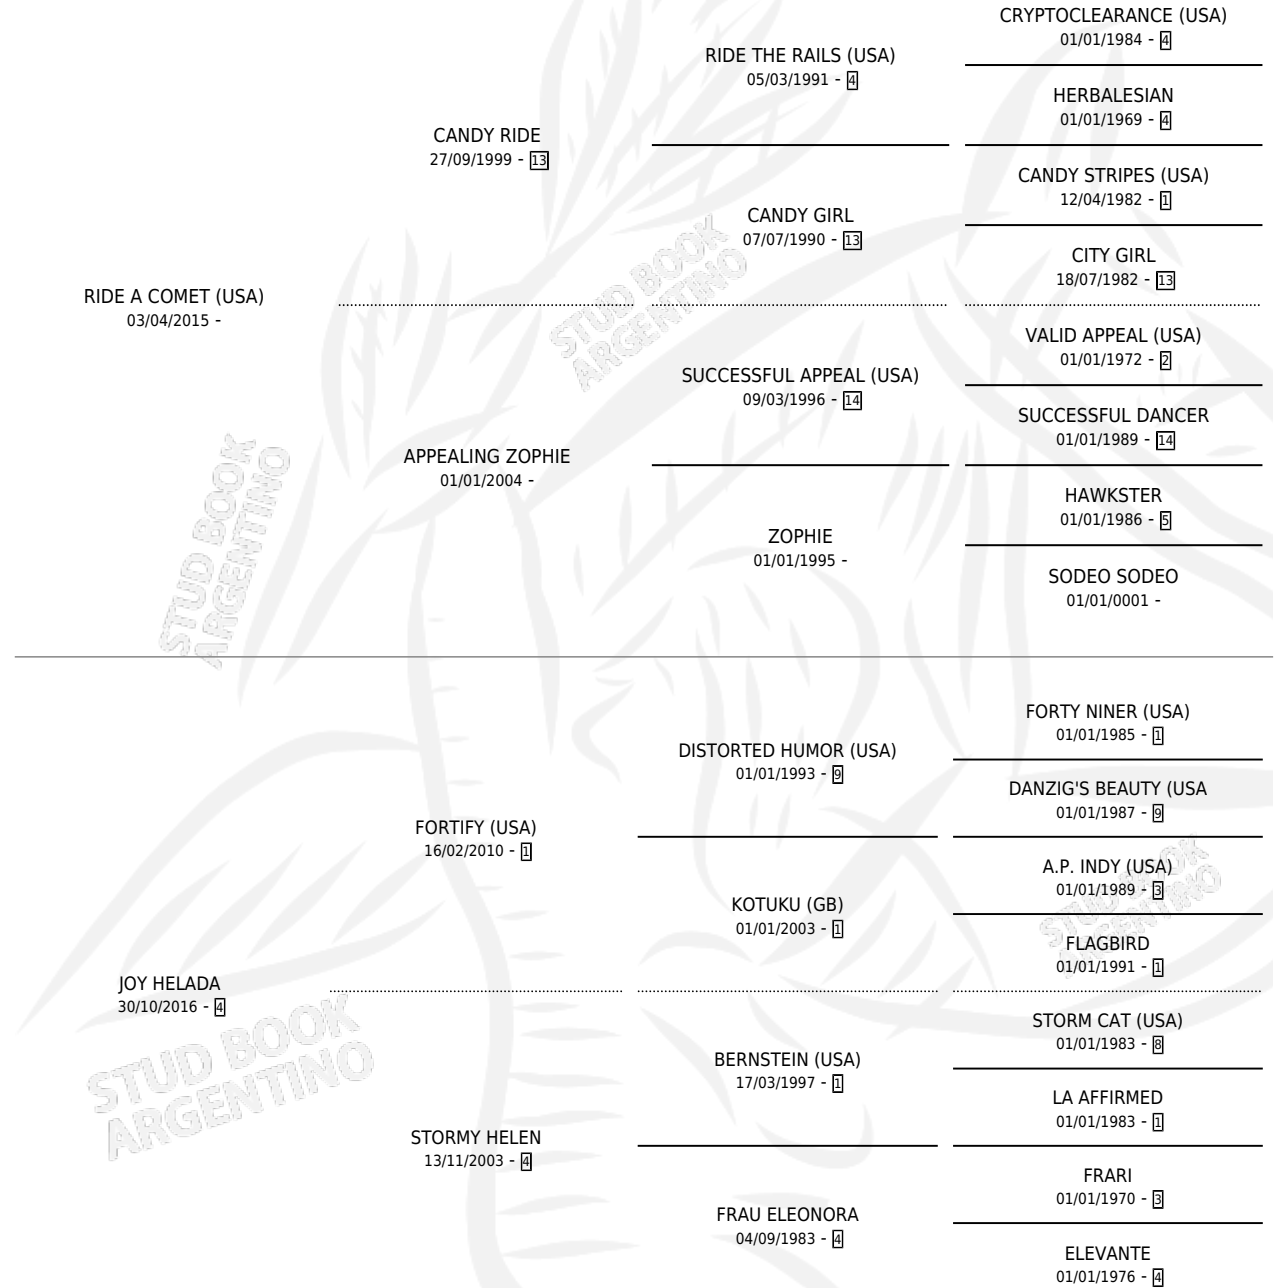 CRYPTOCLEARANCE (USA)
01/01/1984 - 4
RIDE THE RAILS (USA)
05/03/1991 - 4
HERBALESIAN
01/01/1969 - 4
CANDY RIDE
27/09/1999 - 13
CANDY STRIPES (USA)
12/04/1982 - 1
CANDY GIRL
07/07/1990 - 13
CITY GIRL
18/07/1982 - 13
RIDE A COMET (USA)
03/04/2015 -
STUD BOOK
ARGENTINO
VALID APPEAL (USA)
01/01/1972 - 2
SUCCESSFUL APPEAL (USA)
09/03/1996 - 14
SUCCESSFUL DANCER
01/01/1989 - 14
APPEALING ZOPHIE
01/01/2004 -
HAWKSTER
01/01/1986 - 5
ZOPHIE
01/01/1995 -
SODEO SODEO
01/01/0001 -
STUD BOOK
ARGENTINO
FORTY NINER (USA)
01/01/1985 - 1
DISTORTED HUMOR (USA)
01/01/1993 - 9
DANZIG'S BEAUTY (USA
01/01/1987 - 9
FORTIFY (USA)
16/02/2010 - 1
A.P. INDY (USA)
01/01/1989 - 3
KOTUKU (GB)
01/01/2003 - 1
STUD BOOK
ARGENTINO
FLAGBIRD
01/01/1991 - 1
JOY HELADA
30/10/2016 - 4
STUD BOOK
ARGENTINO
STORM CAT (USA)
01/01/1983 - 8
BERNSTEIN (USA)
17/03/1997 - 1
LA AFFIRMED
01/01/1983 - 1
STORMY HELEN
13/11/2003 - 4
FRARI
01/01/1970 - 3
FRAU ELEONORA
04/09/1983 - 4
ELEVANTE
01/01/1976 - 4